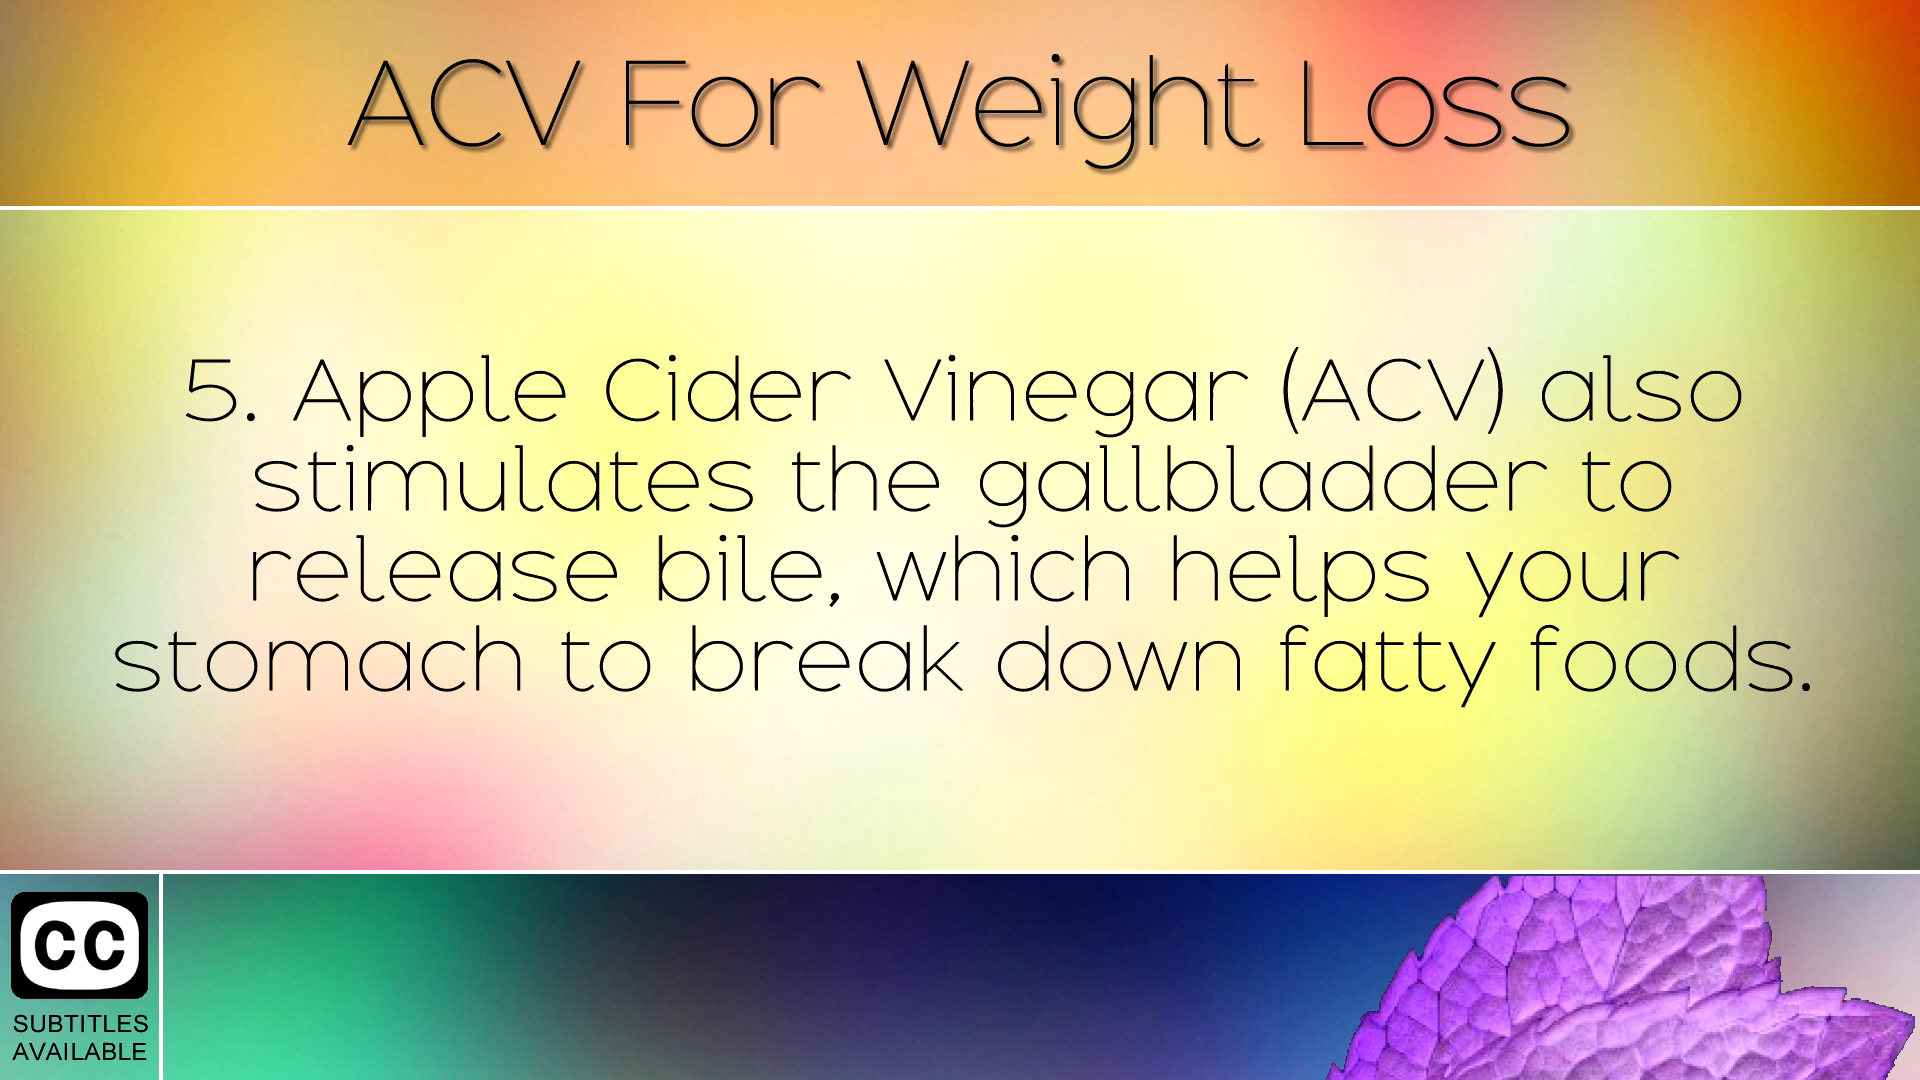 ACV For Weight Loss
5. Apple Cider Vinegar (ACV) also
stimulates the gallbladder to
release bile, which helps your
stomach to break down fatty foods.
CC
SUBTITLES
AVAILABLE